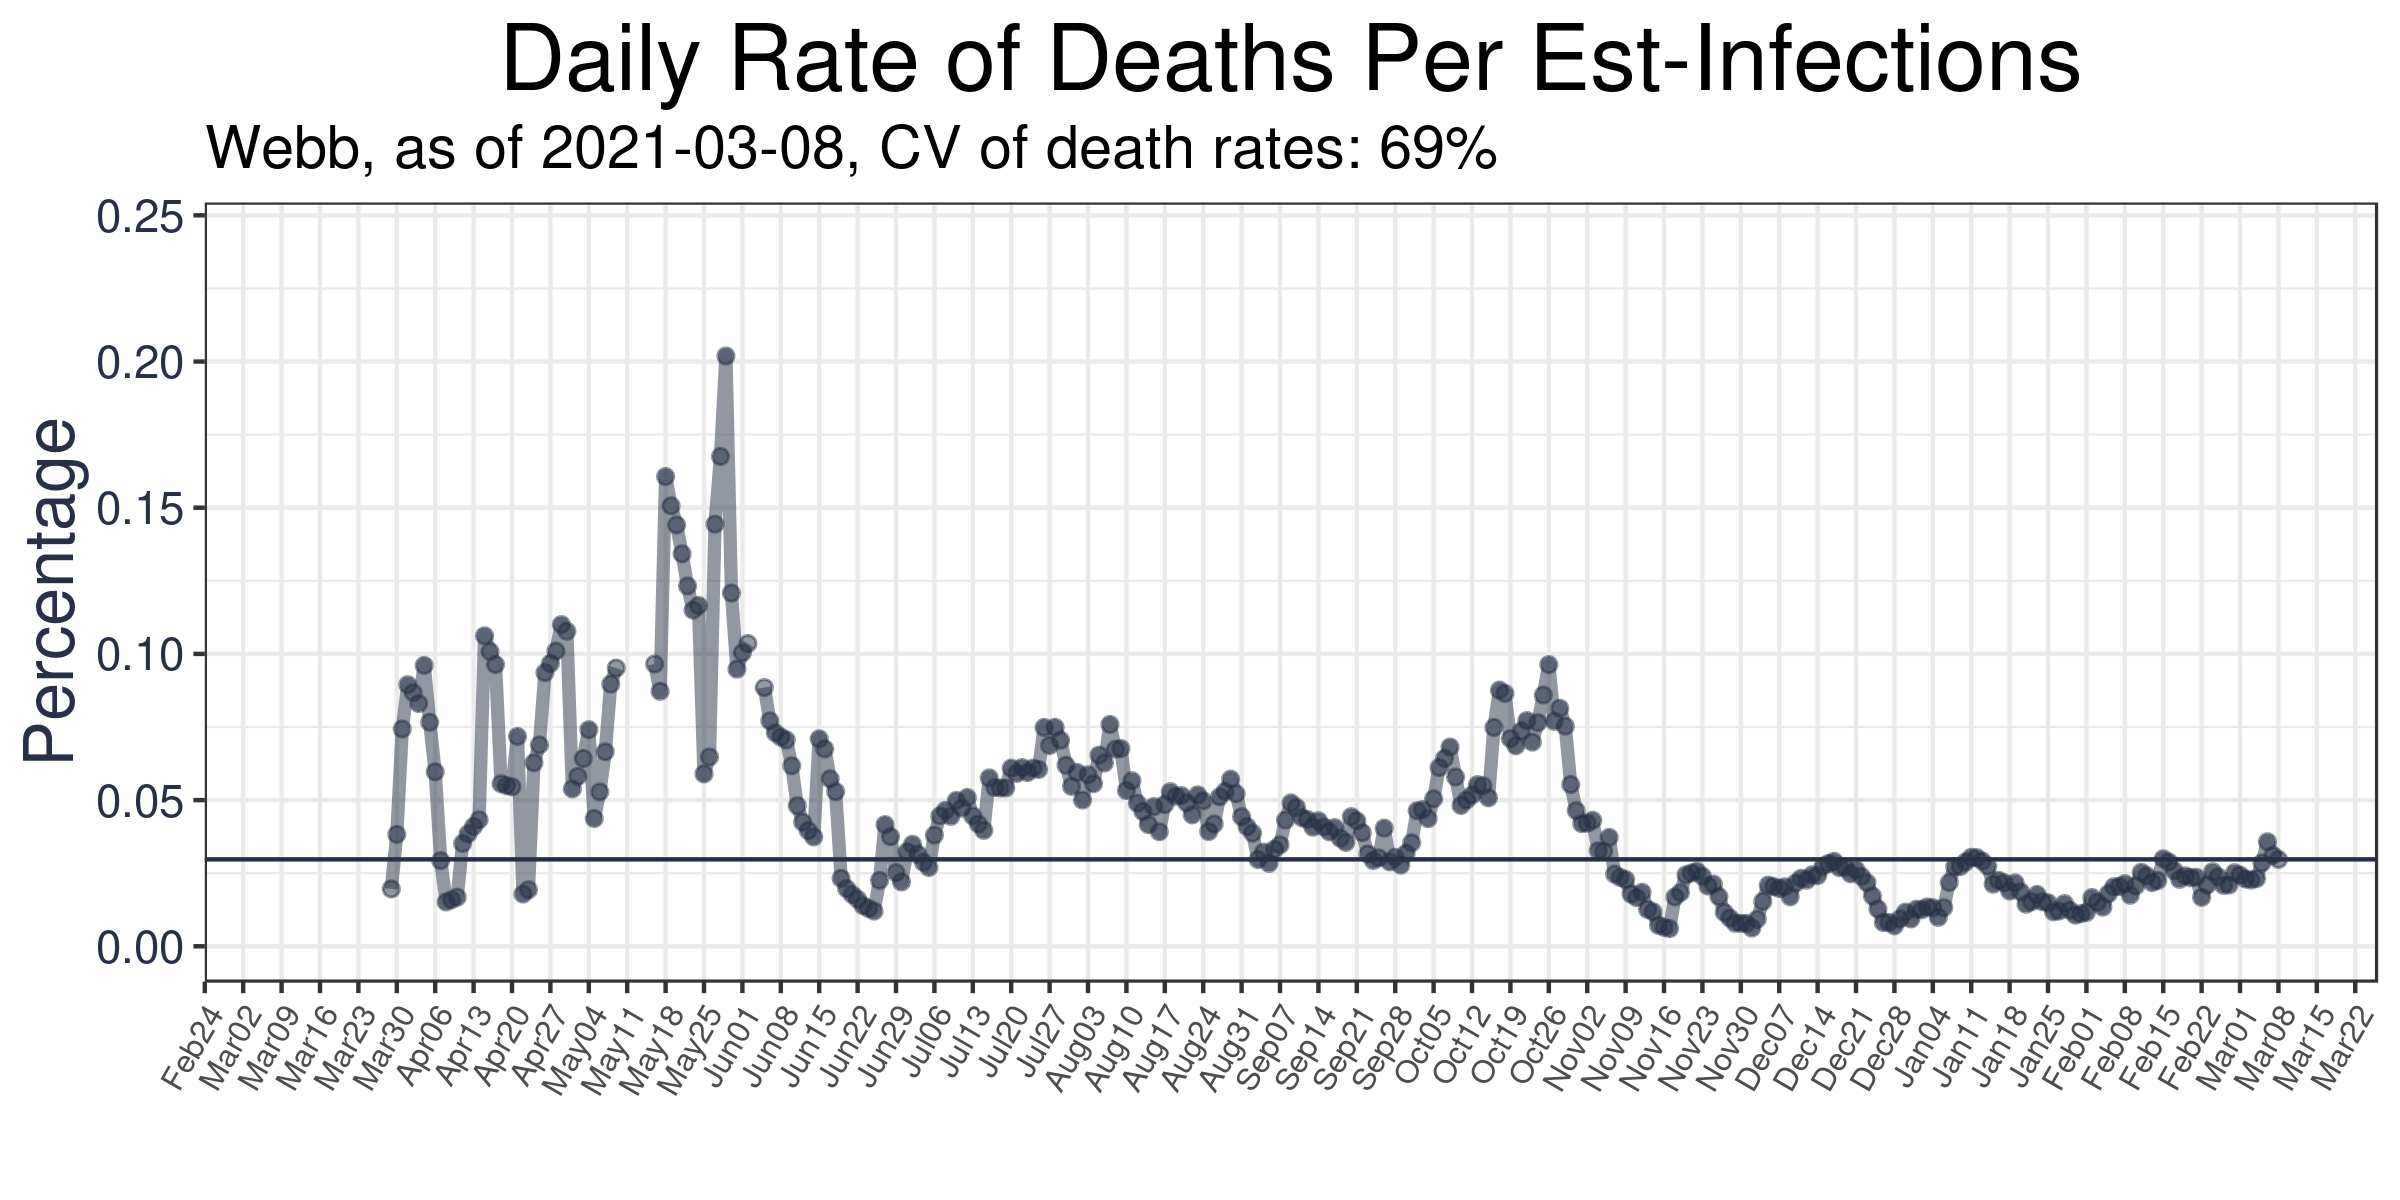 Daily Rate of Deaths Per Est-Infections
Webb, as of 2021-03-08, CV of death rates: 69%
Percentage
0.25
0.20
0.15
0.10
0.05
0.00
Feb24 Mar02 Mar09 Mar16 Mar23 Mar30 Apr06 Apr13 Apr20 Apr27 May04 May11 May18 May25 Jun01 Jun08 Jun15 Jun22 Jun29 Jul06 Jul13 Jul20 Jul27 Aug03 Aug10 Aug17 Aug24 Aug31 Sep07 Sep14 Sep21 Sep28 Oct05 Oct12 Oct19 Oct26 Nov02 Nov09 Nov16 Nov23 Nov30 Dec07 Dec14 Dec21 Dec28 Jan04 Jan11 Jan18 Jan25 Feb01 Feb08 Feb15 Feb22 Mar01 Mar08 Mar15 Mar22